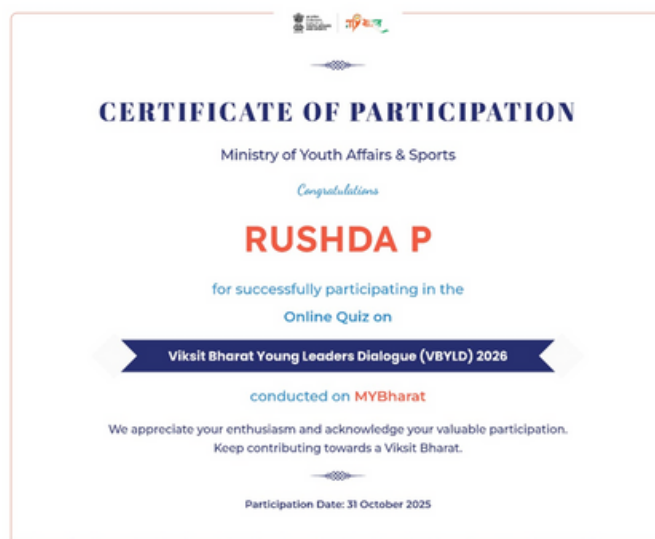 CERTIFICATE OF PARTICIPATION
Ministry of Youth Affairs & Sports
Congratulations
RUSHDA P
for successfully participating in the
Online Quiz on
Viksit Bharat Young Leaders Dialogue (VBYLD) 2026
conducted on MYBharat
We appreciate your enthusiasm and acknowledge your valuable participation.
Keep contributing towards a Viksit Bharat.
Participation Date: 31 October 2025